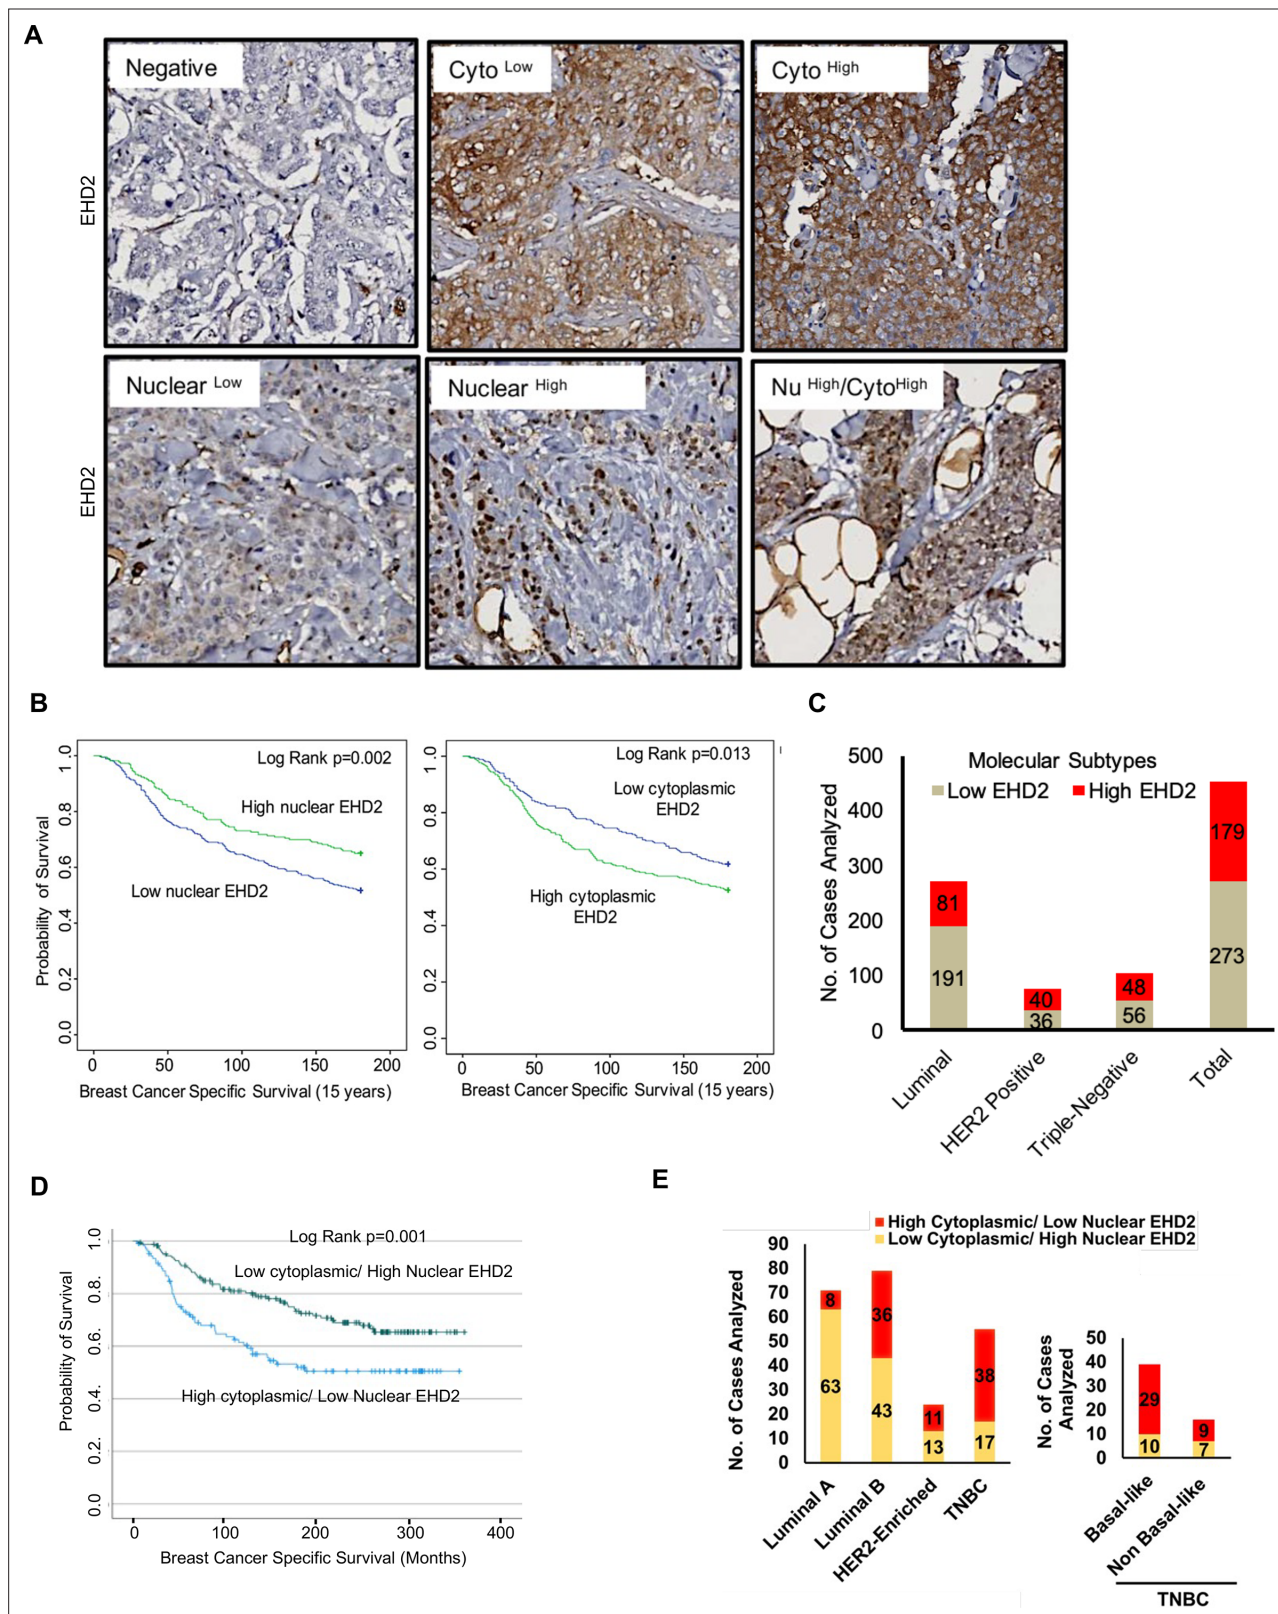 A
Negative
Cyto Low
Cyto High
EHD2
Nuclear Low
Nuclear High
Nu High/CytoHigh
EHD2
B
Log Rank p=0.002
High nuclear EHD2
Low nuclear EHD2
Probability of Survival
1.0
0.8
0.6
0.4
0.2
0.0
0 50 100 150 200
Breast Cancer Specific Survival (15 years)
Log Rank p=0.013
Low cytoplasmic
EHD2
High cytoplasmic
EHD2
1.0
0.8
0.6
0.4
0.2
0.0
0 50 100 150 200
Breast Cancer Specific Survival (15 years)
C
Molecular Subtypes
Low EHD2 High EHD2
No. of Cases Analyzed
500
400
300
200
100
0
81
191
40
36
48
56
179
273
Luminal
HER2 Positive
Triple-Negative
Total
D
Log Rank p=0.001
Low cytoplasmic/ High Nuclear EHD2
High cytoplasmic/ Low Nuclear EHD2
Probability of Survival
1.0
0.8.
0.6.
0.4.
0.2.
0.0
0 100 200 300 400
Breast Cancer Specific Survival (Months)
E
High Cytoplasmic/ Low Nuclear EHD2
Low Cytoplasmic/ High Nuclear EHD2
No. of Cases Analyzed
90
80
70
60
50
40
30
20
10
0
8
63
36
43
11
13
38
17
Luminal A
Luminal B
HER2-Enriched
TNBC
No. of Cases
Analyzed
50
40
30
20
10
0
29
10
9
7
Basal-like
Non Basal-like
TNBC